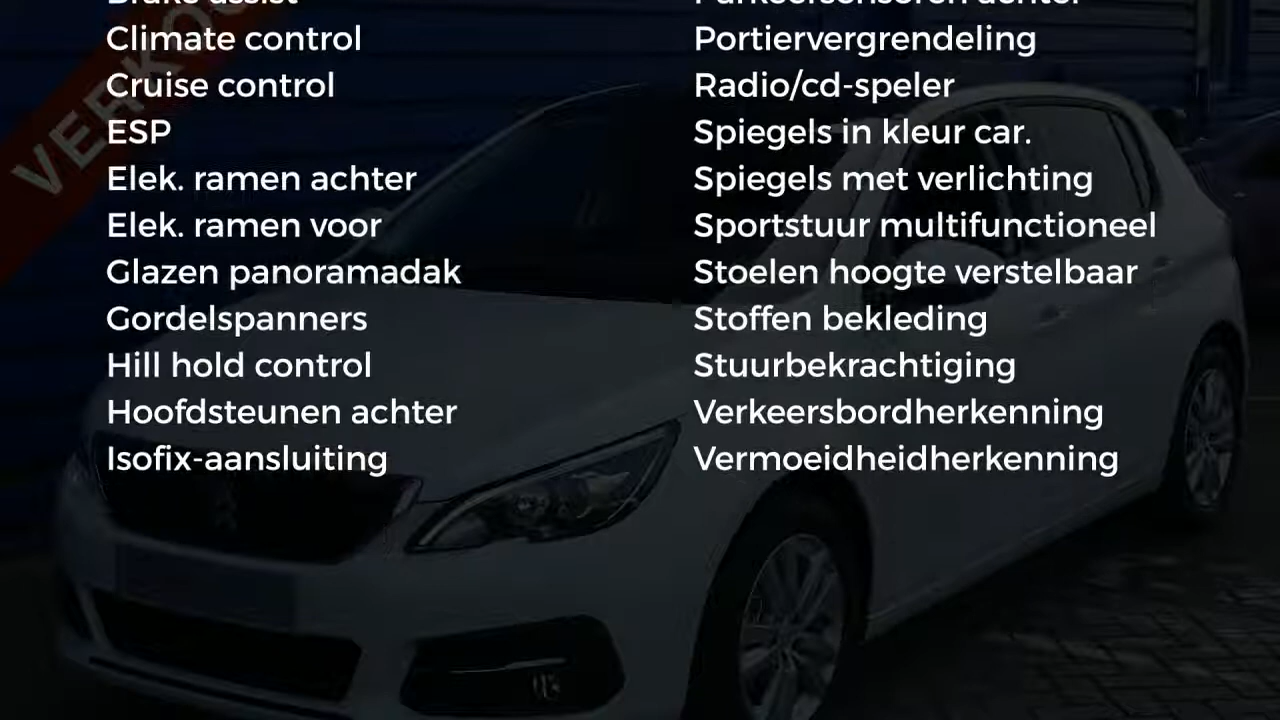 Climate control
Cruise control
ESP
Elek. ramen achter
Elek. ramen voor
Glazen panoramadak
Gordelspanners
Hill hold control
Hoofdsteunen achter
Isofix-aansluiting
Portiervergrendeling
Radio/cd-speler
Spiegels in kleur car.
Spiegels met verlichting
Sportstuur multifunctioneel
Stoelen hoogte verstelbaar
Stoffen bekleding
Stuurbekrachtiging
Verkeersbordherkenning
Vermoeidheidherkenning